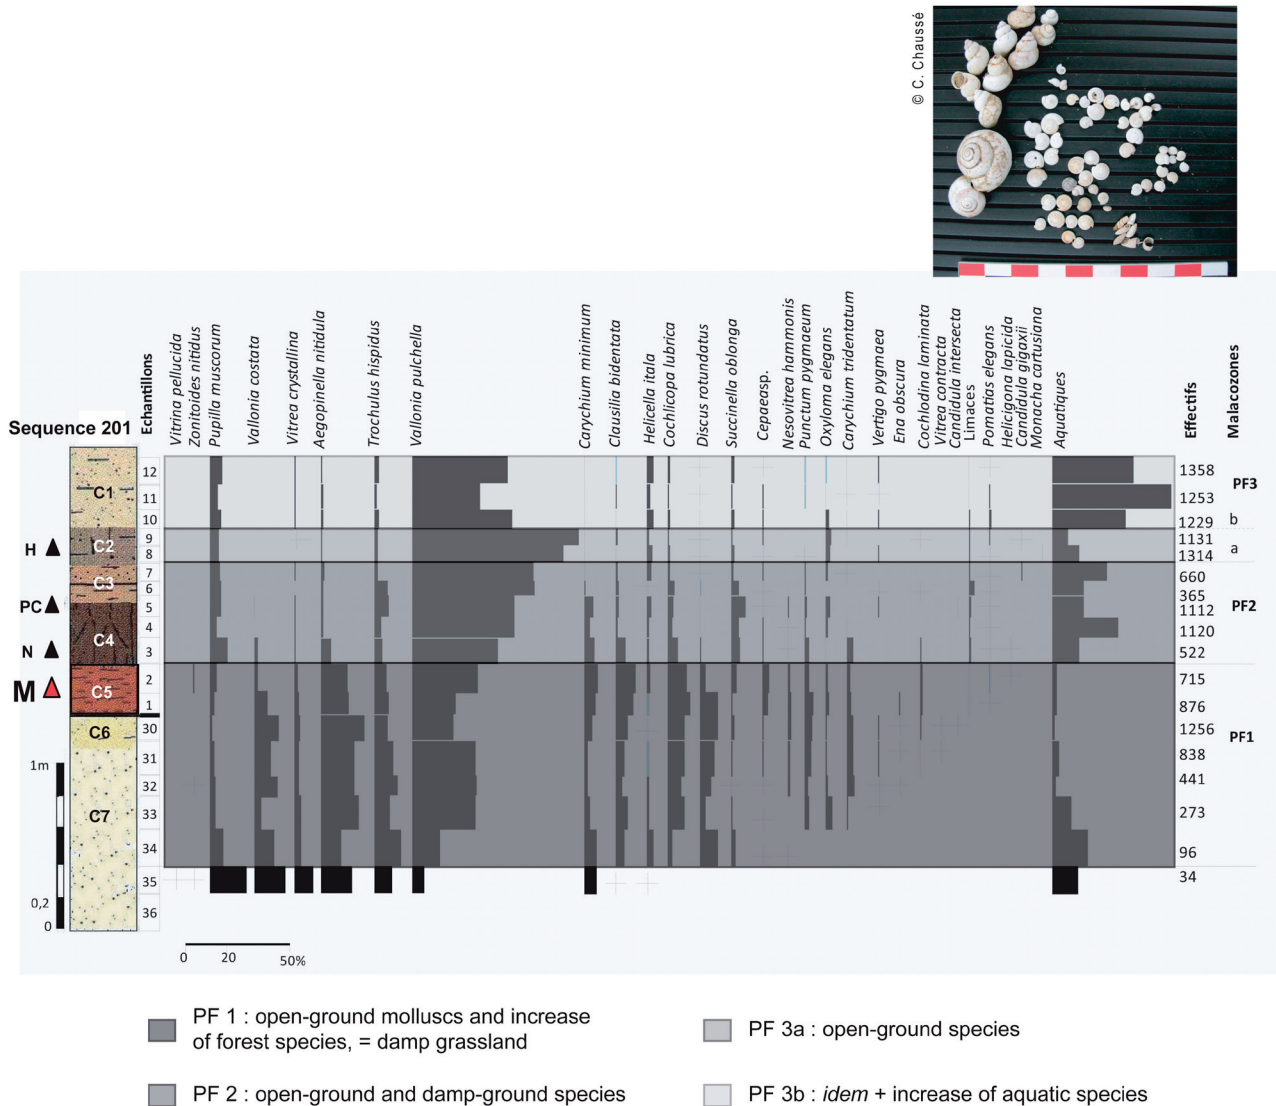 © C. Chaussé
Sequence 201
Echantillons
Vitrina pellucida
Zonitoides nitidus
Pupilla muscorum
Vallonia costata
Vitrea crystallina
Aegopinella nitidula
Trochulus hispidus
Vallonia pulchella
Carychium minimum
Clausilia bidentata
Helicella itala
Cochlicopa lubrica
Discus rotundatus
Succinella oblonga
Cepaeasp.
Nesovitrea hammonis
Punctum pygmaeum
Oxyloma elegans
Carychium tridentatum
Vertigo pygmaea
Ena obscura
Cochlodina laminata
Vitrea contracta
Candidula intersecta
Limaces
Pomatias elegans
Helicigona lapicida
Candidula gigaxii
Monacha cartusiana
Aquatiques
Effectifs
Malacozones
C1 12 1358 PF3
11 1253
10 1229 b
H C2 9 1131 a
8 1314
C3 7 660
6 365
PC 5 1112 PF2
C4 4 1120
N 3 522
M C5 2 715
1 876
C6 30 1256 PF1
1m 31 838
32 441
C7 33 273
34 96
35 34
0,2 36
0
0 20 50%
PF 1 : open-ground molluscs and increase
of forest species, = damp grassland
PF 2 : open-ground and damp-ground species
PF 3a : open-ground species
PF 3b : idem + increase of aquatic species